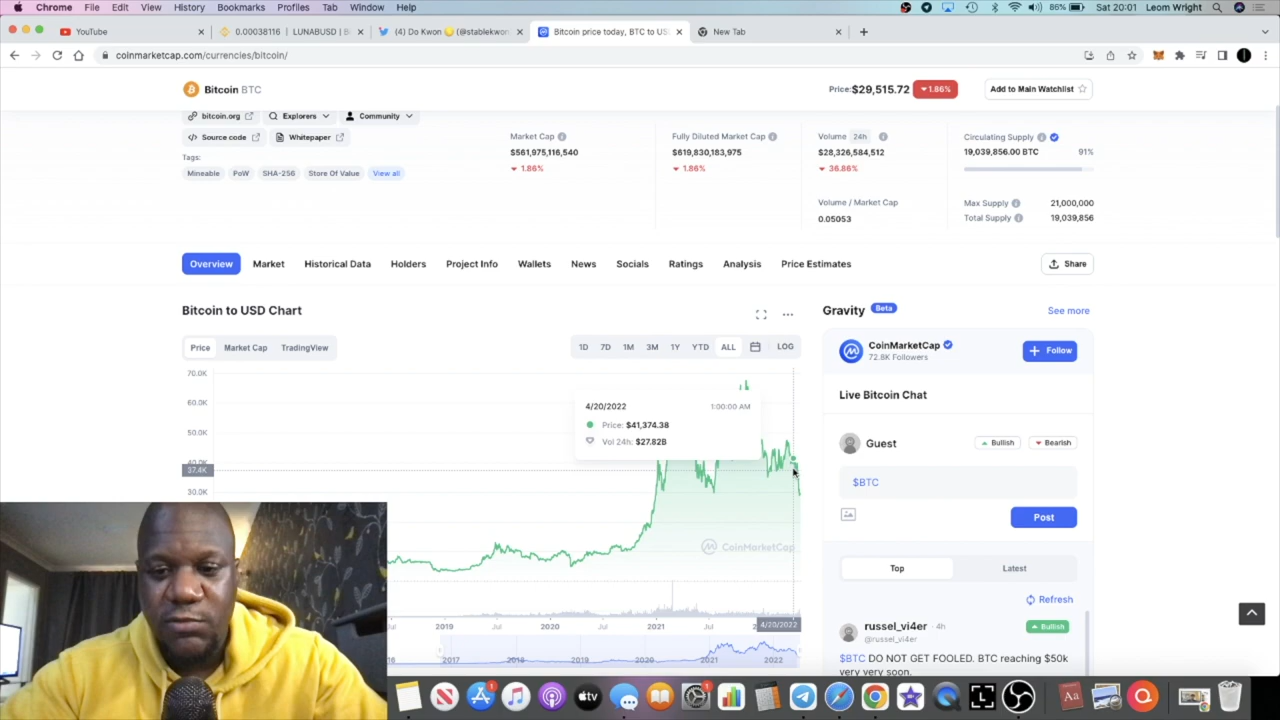 Chrome File Edit View History Bookmarks Profiles Tab Window Help 86% Sat 20:01 Leom Wright
YouTube 0.00038116 | LUNABUSD | B (4) Do Kwon (@stablekwon Bitcoin price today, BTC to US New Tab
coinmarketcap.com/currencies/bitcoin/
Bitcoin BTC Price: $29,515.72 1.86% Add to Main Watchlist
bitcoin.org Explorers Community
Source code Whitepaper
Tags:
Mineable PoW SHA-256 Store Of Value View all
Market Cap Fully Diluted Market Cap Volume 24h Circulating Supply
$561,975,116,540 $619,830,183,975 $28,326,584,512 19,039,856.00 BTC 91%
1.86% 1.86% 36.86%
Volume / Market Cap Max Supply 21,000,000
0.05053 Total Supply 19,039,856
Overview Market Historical Data Holders Project Info Wallets News Socials Ratings Analysis Price Estimates Share
Bitcoin to USD Chart
Price Market Cap TradingView 1D 7D 1M 3M 1Y YTD ALL LOG
70.0K
60.0K
50.0K
40.0K
37.4K
30.0K
4/20/2022 1:00:00 AM
Price: $41,374.38
Vol 24h: $27.82B
CoinMarketCap
Jul 2019 Jul 2020 Jul 2021 Jul 4/20/2022
16 2017 2018 2019 2020 2021 2022
Gravity Beta See more
CoinMarketCap
72.8K Followers
Follow
Live Bitcoin Chat
Guest Bullish Bearish
$BTC
Post
Top Latest
Refresh
russel_vi4er · 4h Bullish
@russel_vi4er
$BTC DO NOT GET FOOLED. BTC reaching $50k
very very soon.